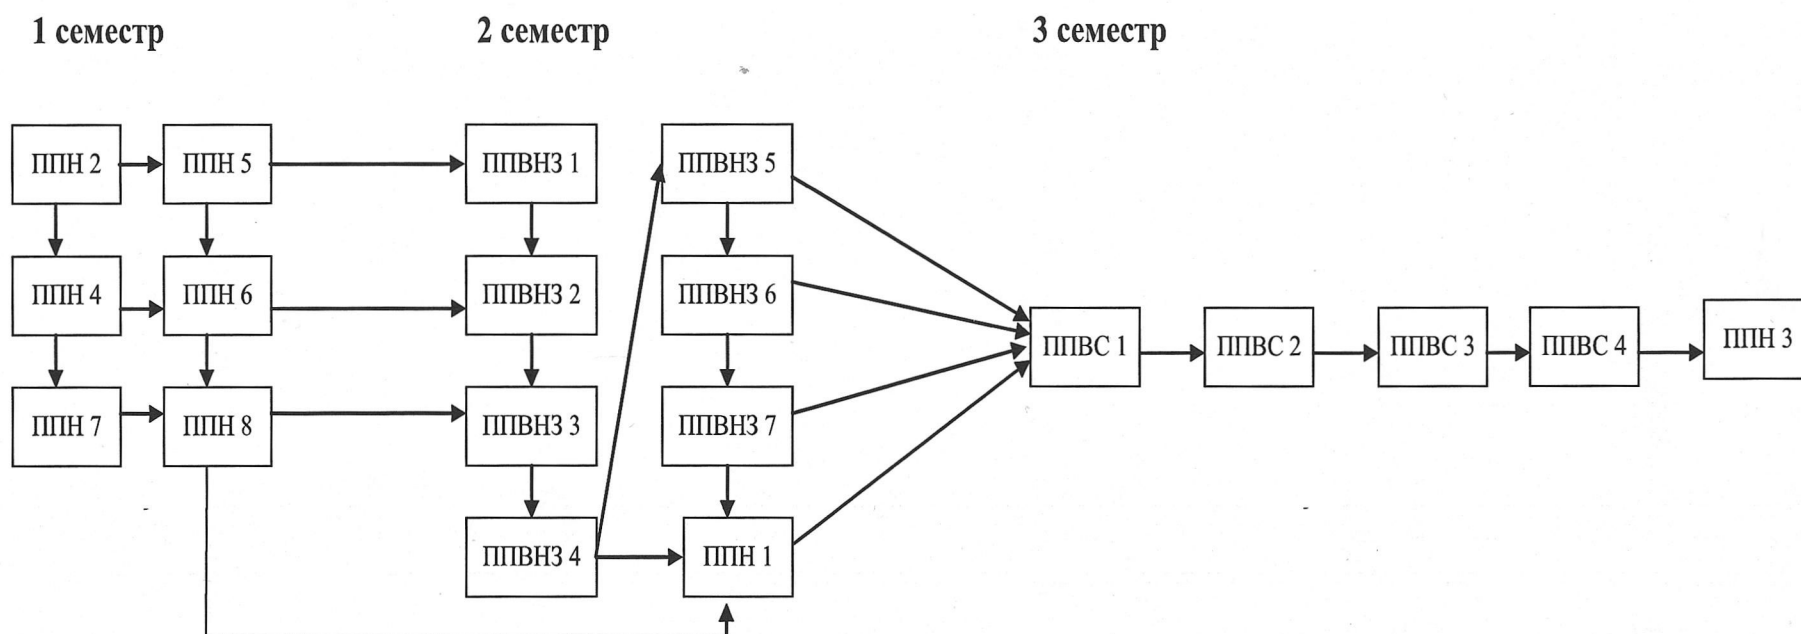 1 семестр
2 семестр
3 семестр
ППН 2
ППН 5
ППВНЗ 1
ППВНЗ 5
ППН 4
ППН 6
ППВНЗ 2
ППВНЗ 6
ППВС 1
ППВС 2
ППВС 3
ППВС 4
ППН 3
ППН 7
ППН 8
ППВНЗ 3
ППВНЗ 7
ППВНЗ 4
ППН 1